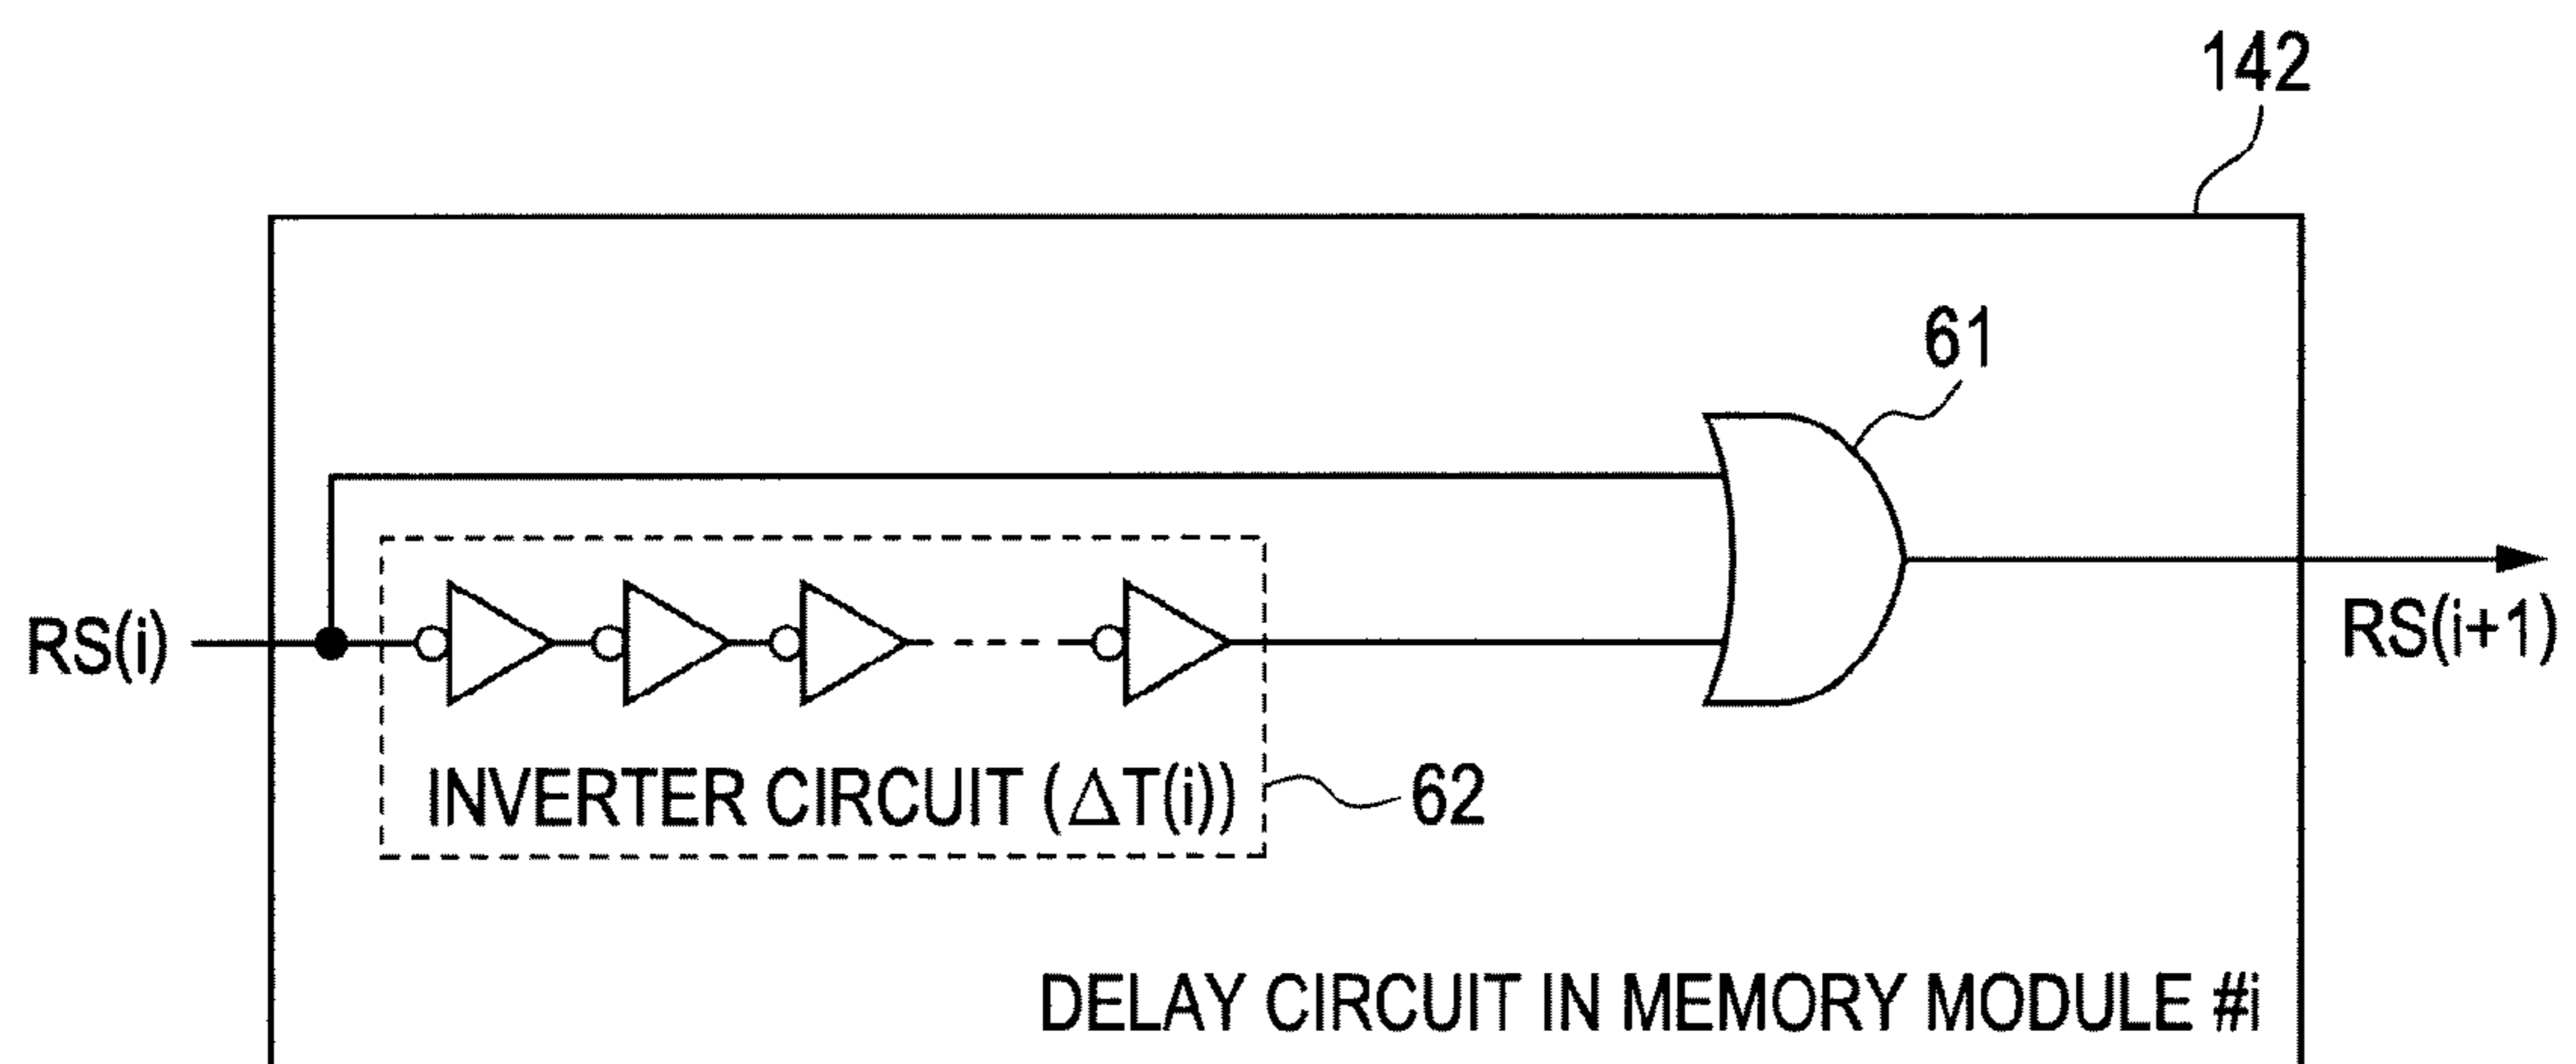 142
61
RS(i)
RS(i+1)
INVERTER CIRCUIT (ΔT(i))
62
DELAY CIRCUIT IN MEMORY MODULE #i